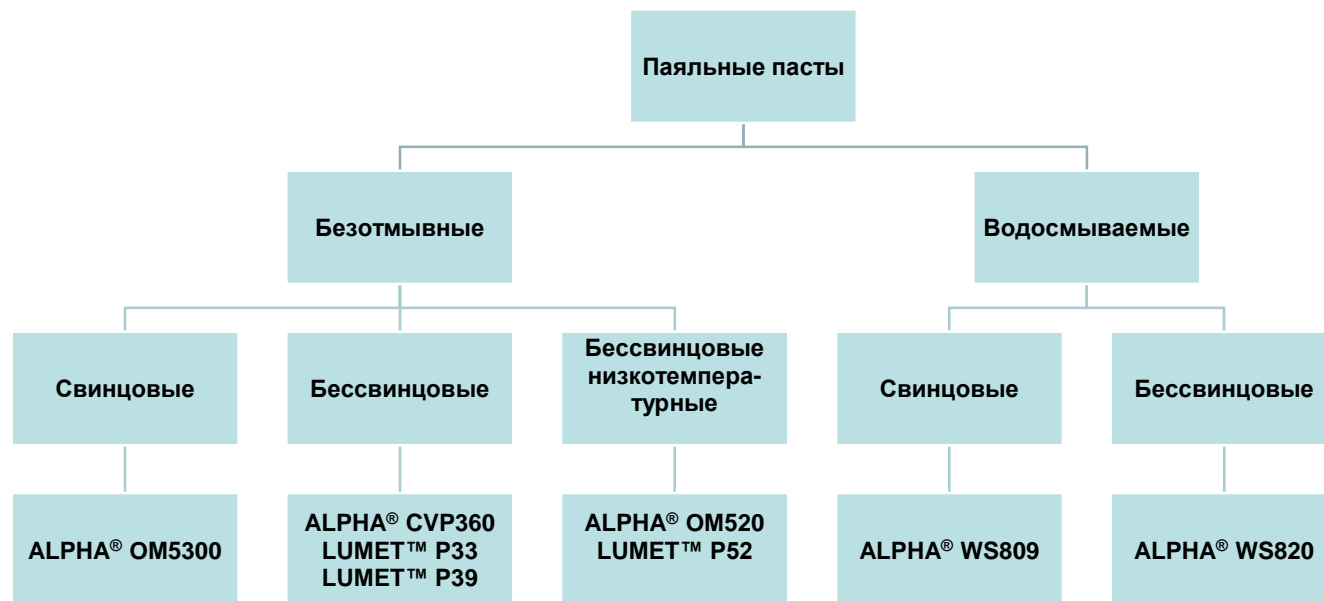 Паяльные пасты
Безотмывные
Водосмываемые
Свинцовые
Бессвинцовые
Бессвинцовые
низкотемпера-
турные
Свинцовые
Бессвинцовые
ALPHA® OM5300
ALPHA® CVP360
LUMET™ P33
LUMET™ P39
ALPHA® OM520
LUMET™ P52
ALPHA® WS809
ALPHA® WS820